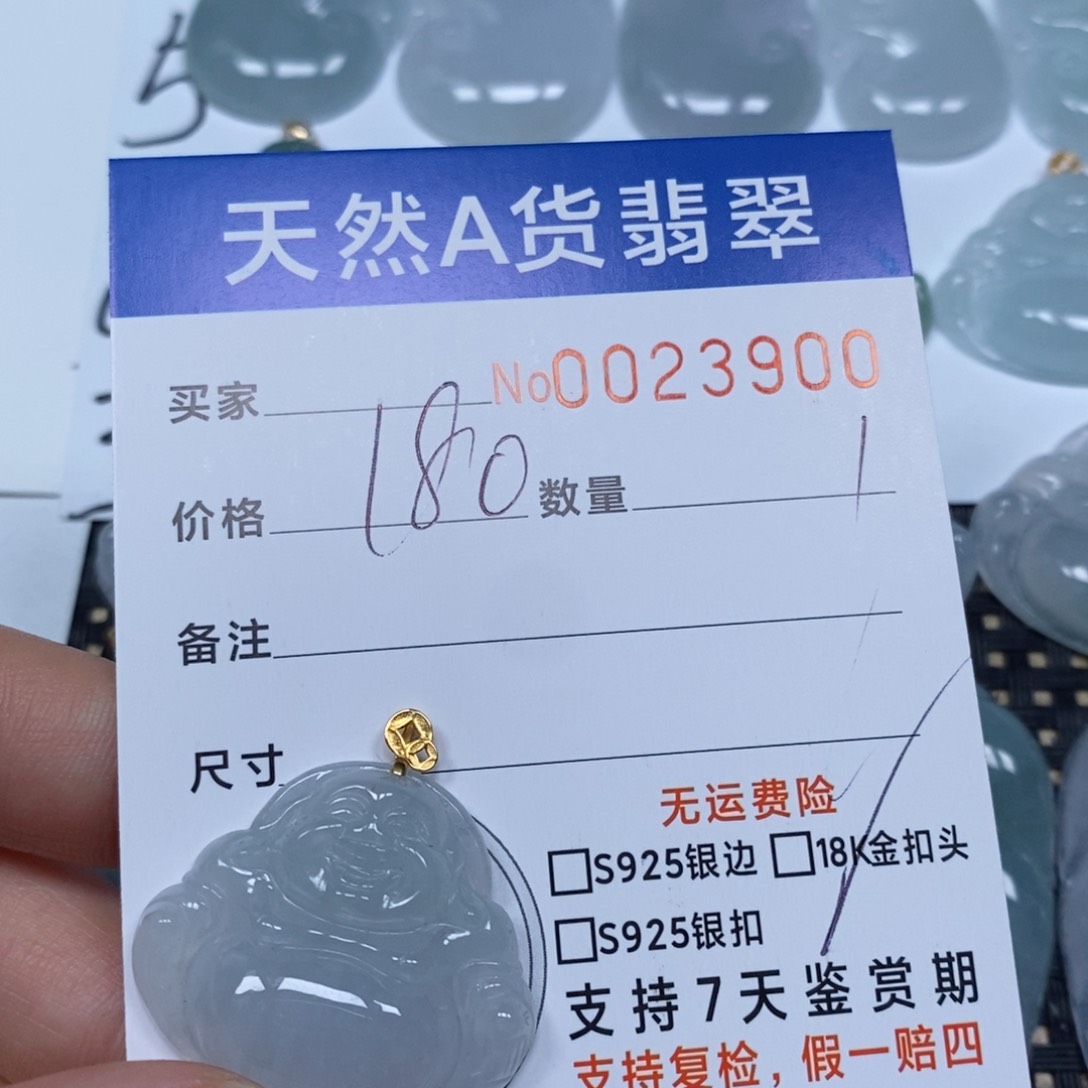 5
天然A货翡翠
买家 No0023900
价格 180 数量 1
备注
尺寸
无运费险
□S925银边 □18K金扣头
□S925银扣
支持7天鉴赏期
支持复检，假一赔四